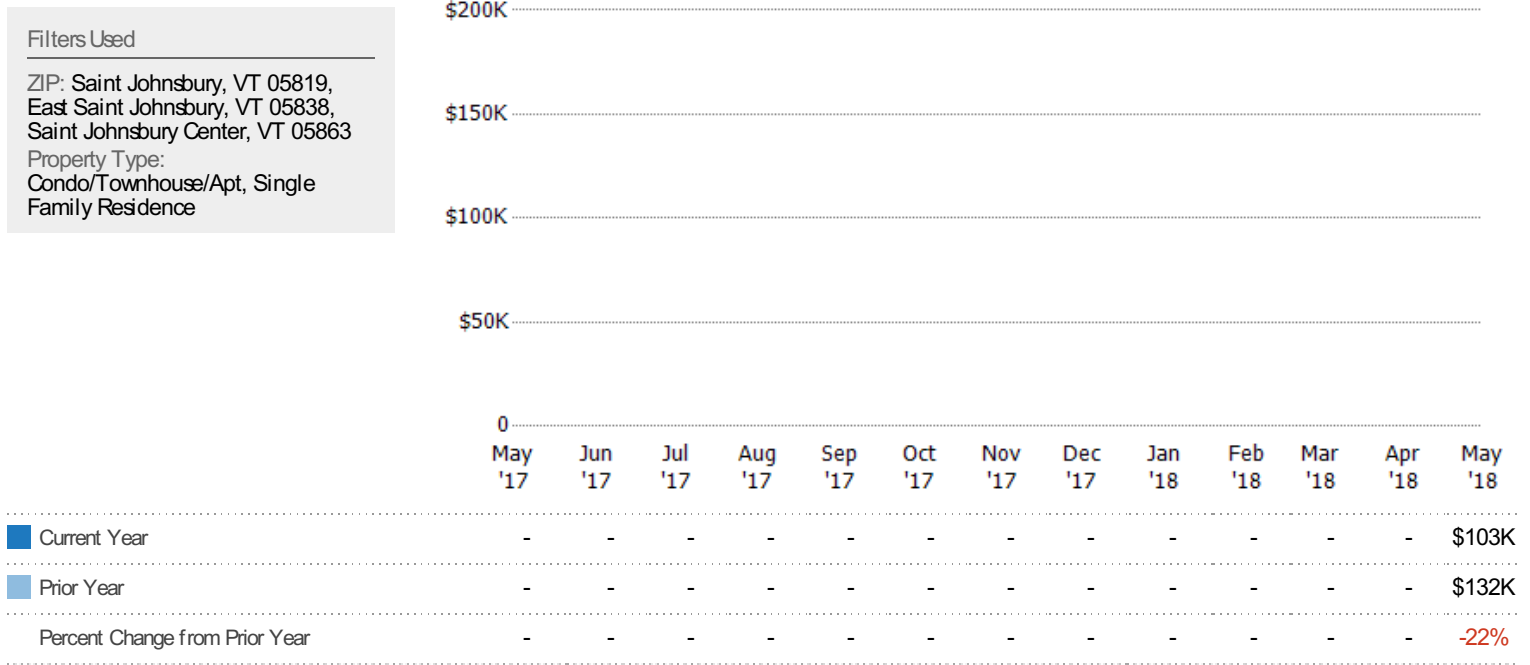 Filters Used
ZIP: Saint Johnsbury, VT 05819,
East Saint Johnsbury, VT 05838,
Saint Johnsbury Center, VT 05863
Property Type:
Condo/Townhouse/Apt, Single
Family Residence
$200K
$150K
$100K
$50K
0
May Jun Jul Aug Sep Oct Nov Dec Jan Feb Mar Apr May
'17 '17 '17 '17 '17 '17 '17 '17 '18 '18 '18 '18 '18
Current Year - - - - - - - - - - - - $103K
Prior Year - - - - - - - - - - - - $132K
Percent Change from Prior Year - - - - - - - - - - - - -22%